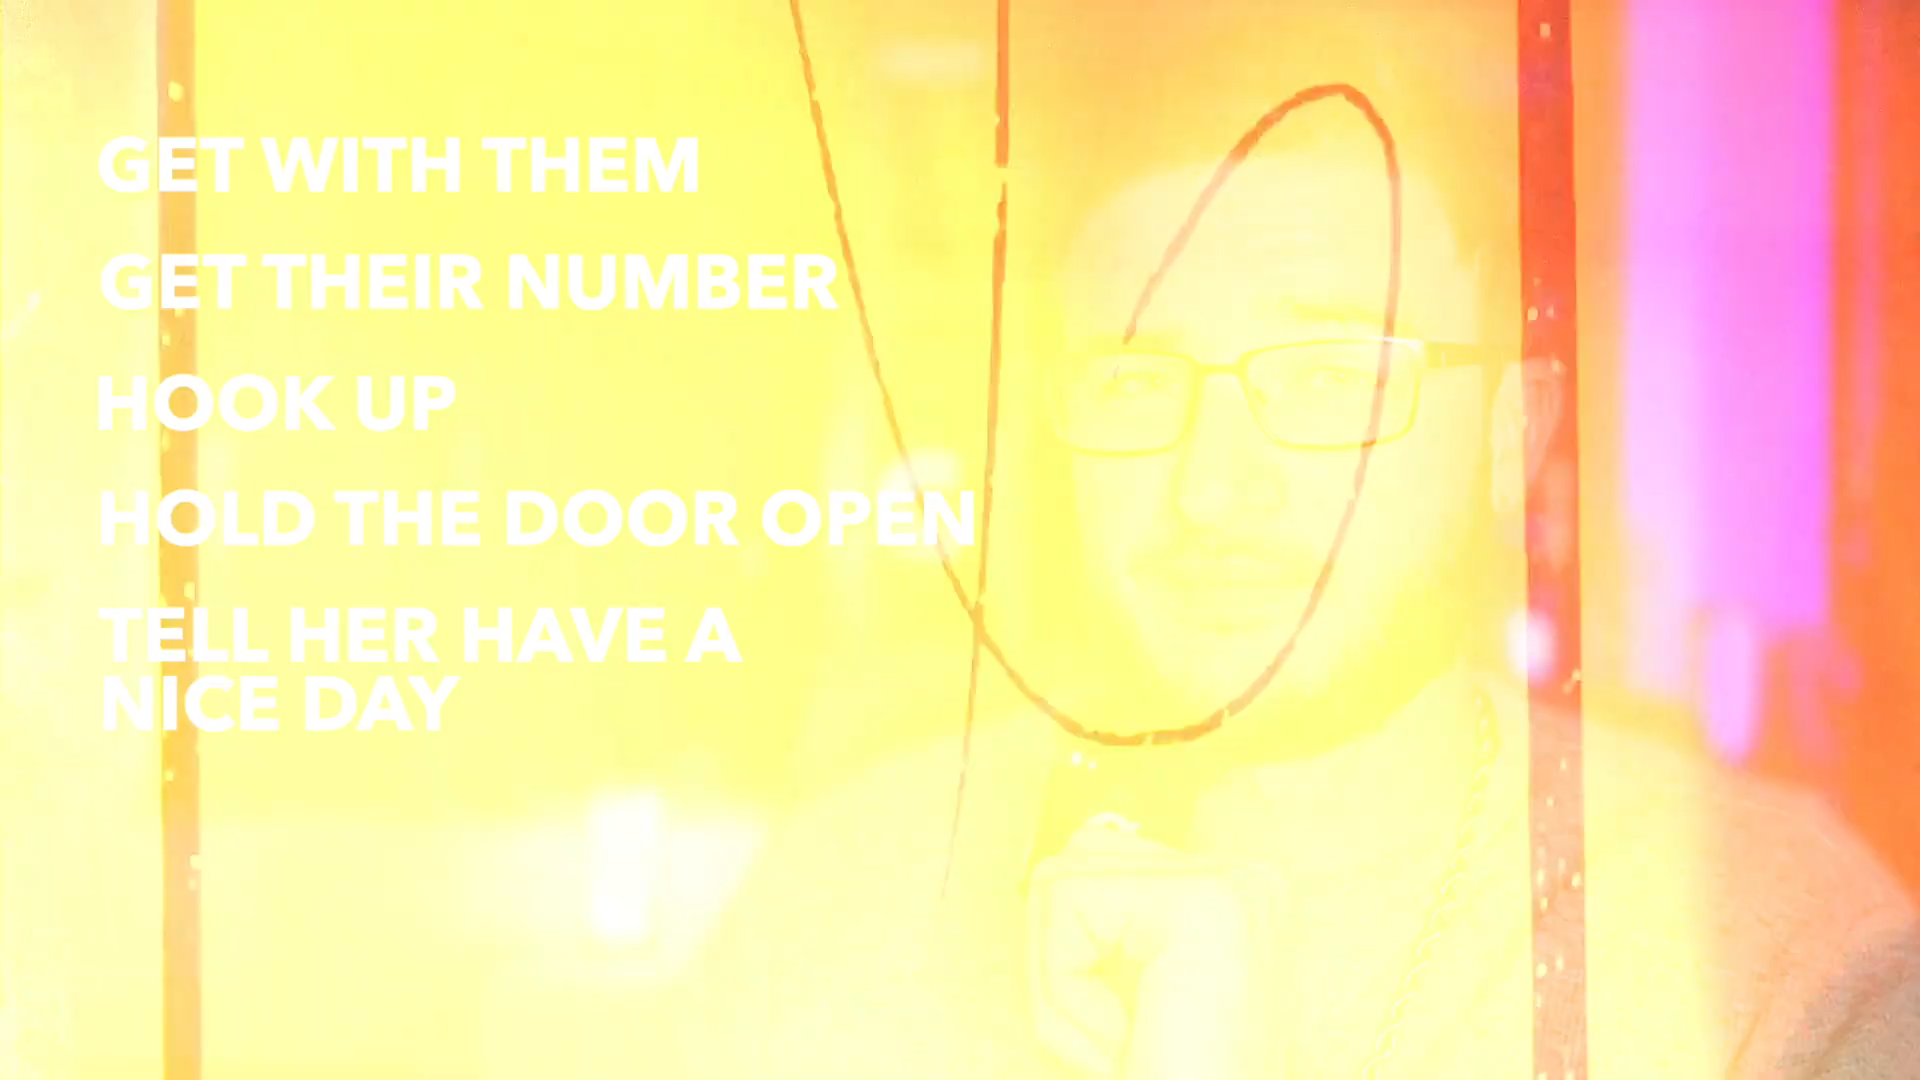 GET WITH THEM
GET THEIR NUMBER
HOOK UP
HOLD THE DOOR OPEN
TELL HER HAVE A
NICE DAY